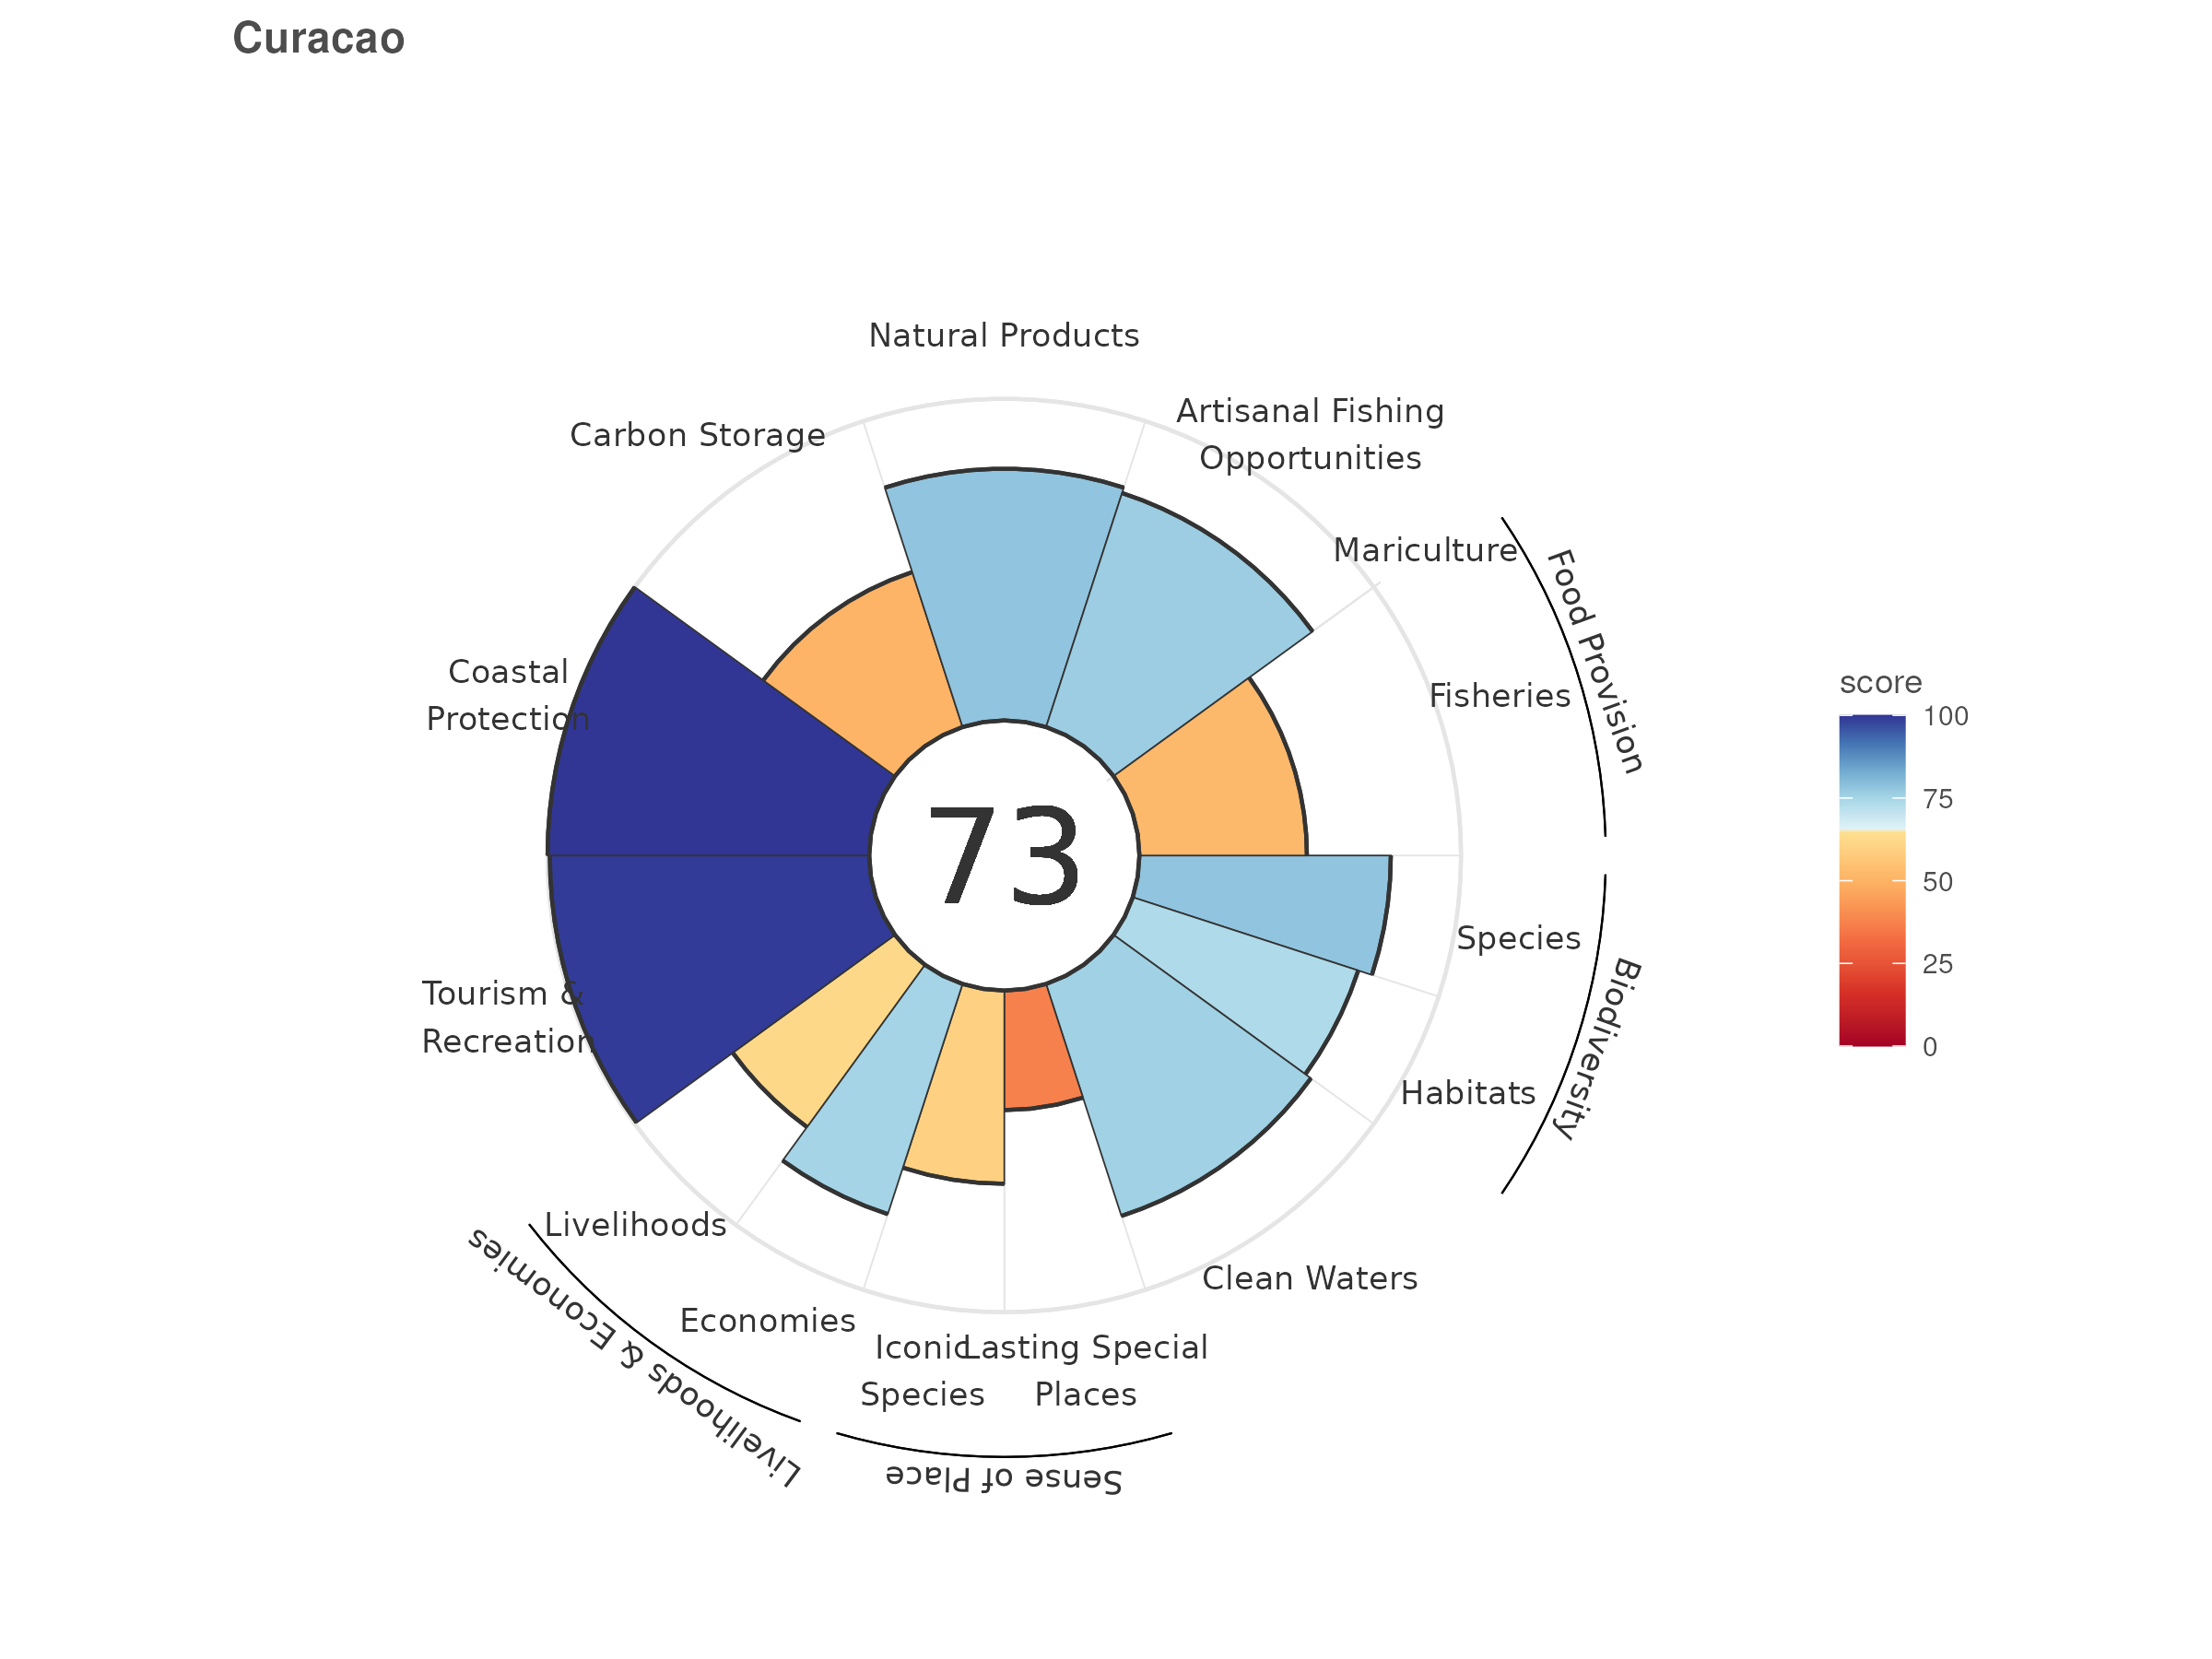 Curacao
Natural Products
Artisanal Fishing
Opportunities
Carbon Storage
Mariculture
Food Provision
Fisheries
Coastal
Protection
73
Species
Biodiversity
Tourism &
Recreation
Habitats
Livelihoods
Clean Waters
Livelihoods & Economies
Economies
Iconic
Species
Lasting Special
Places
Sense of Place
score
100
75
50
25
0